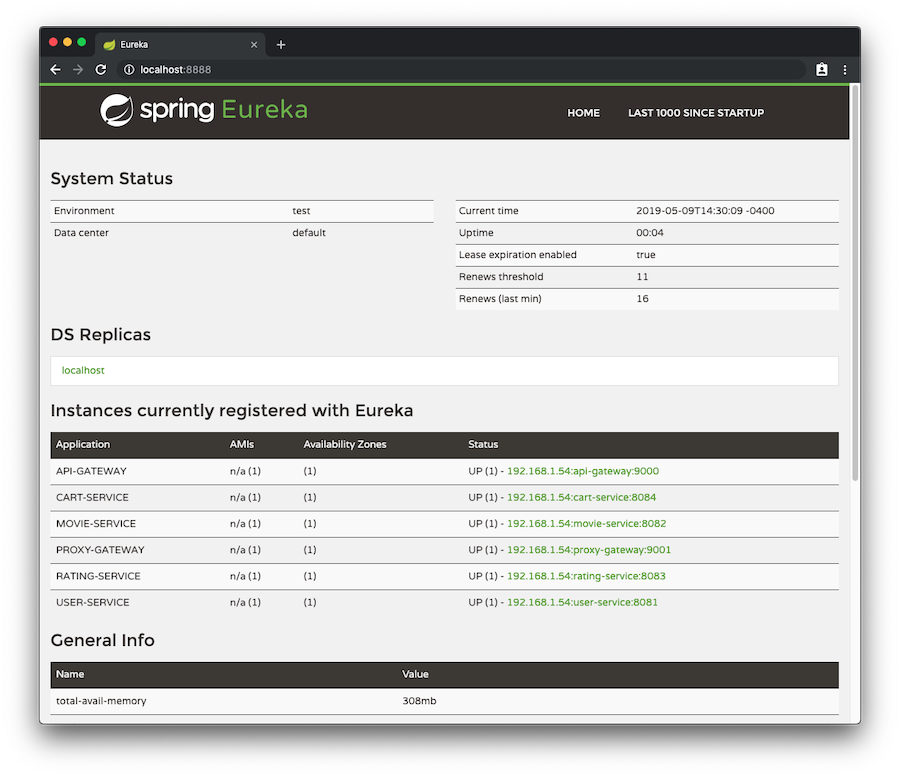 Eureka
localhost:8888
spring Eureka
HOME LAST 1000 SINCE STARTUP
System Status
Environment test
Data center default
Current time 2019-05-09T14:30:09 -0400
Uptime 00:04
Lease expiration enabled true
Renews threshold 11
Renews (last min) 16
DS Replicas
localhost
Instances currently registered with Eureka
Application AMIs Availability Zones Status
API-GATEWAY n/a (1) (1) UP (1) - 192.168.1.54:api-gateway:9000
CART-SERVICE n/a (1) (1) UP (1) - 192.168.1.54:cart-service:8084
MOVIE-SERVICE n/a (1) (1) UP (1) - 192.168.1.54:movie-service:8082
PROXY-GATEWAY n/a (1) (1) UP (1) - 192.168.1.54:proxy-gateway:9001
RATING-SERVICE n/a (1) (1) UP (1) - 192.168.1.54:rating-service:8083
USER-SERVICE n/a (1) (1) UP (1) - 192.168.1.54:user-service:8081
General Info
Name Value
total-avail-memory 308mb